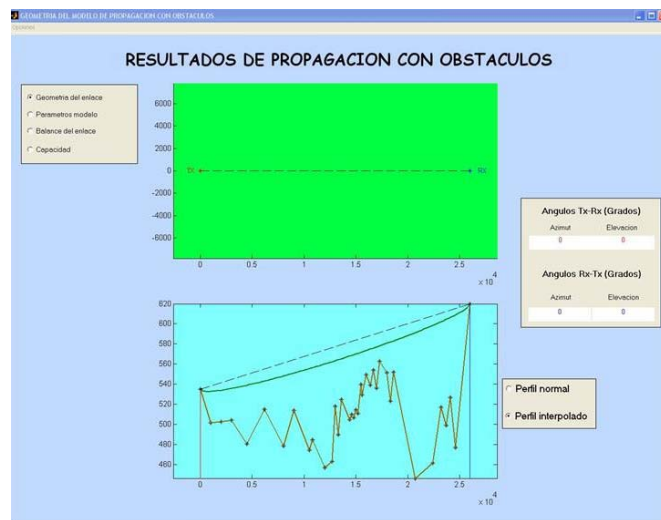 GEOMETRIA DEL MODELO DE PROPAGACION CON OBSTACULOS
Opciones
RESULTADOS DE PROPAGACION CON OBSTACULOS
Geometria del enlace
Parametros modelo
Balance del enlace
Capacidad
6000
4000
2000
0
-2000
-4000
-6000
TX
RX
0 0.5 1 1.5 2 2.5
x 10^4
Angulos Tx-Rx (Grados)
Azimut Elevecion
0 0
Angulos Rx-Tx (Grados)
Azimut Elevecion
0 0
620
600
580
560
540
520
500
480
460
0 0.5 1 1.5 2 2.5
x 10^4
Perfil normal
Perfil interpolado